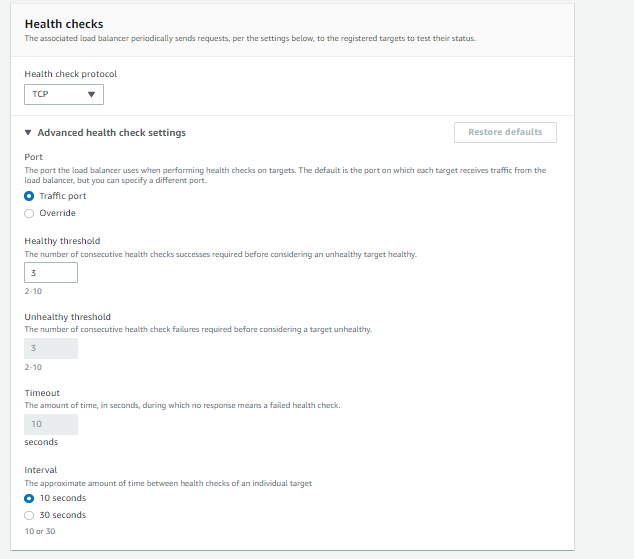 Health checks
The associated load balancer periodically sends requests, per the settings below, to the registered targets to test their status.
Health check protocol
TCP
Advanced health check settings
Restore defaults
Port
The port the load balancer uses when performing health checks on targets. The default is the port on which each target receives traffic from the
load balancer, but you can specify a different port.
Traffic port
Override
Healthy threshold
The number of consecutive health checks successes required before considering an unhealthy target healthy.
3
2-10
Unhealthy threshold
The number of consecutive health check failures required before considering a target unhealthy.
3
2-10
Timeout
The amount of time, in seconds, during which no response means a failed health check.
10
seconds
Interval
The approximate amount of time between health checks of an individual target
10 seconds
30 seconds
10 or 30